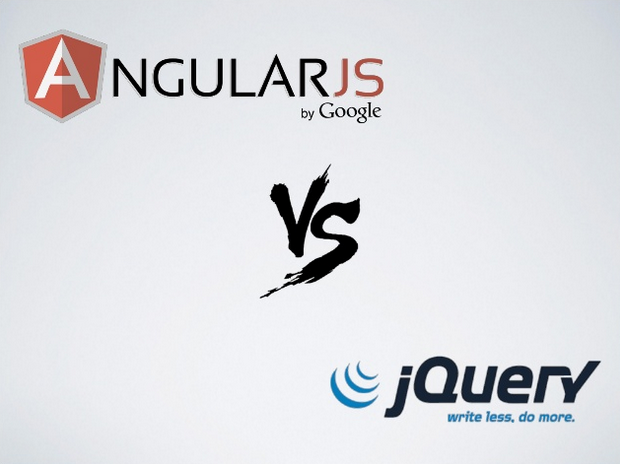 ANGULARJS
by Google
VS
jQuery
write less, do more.